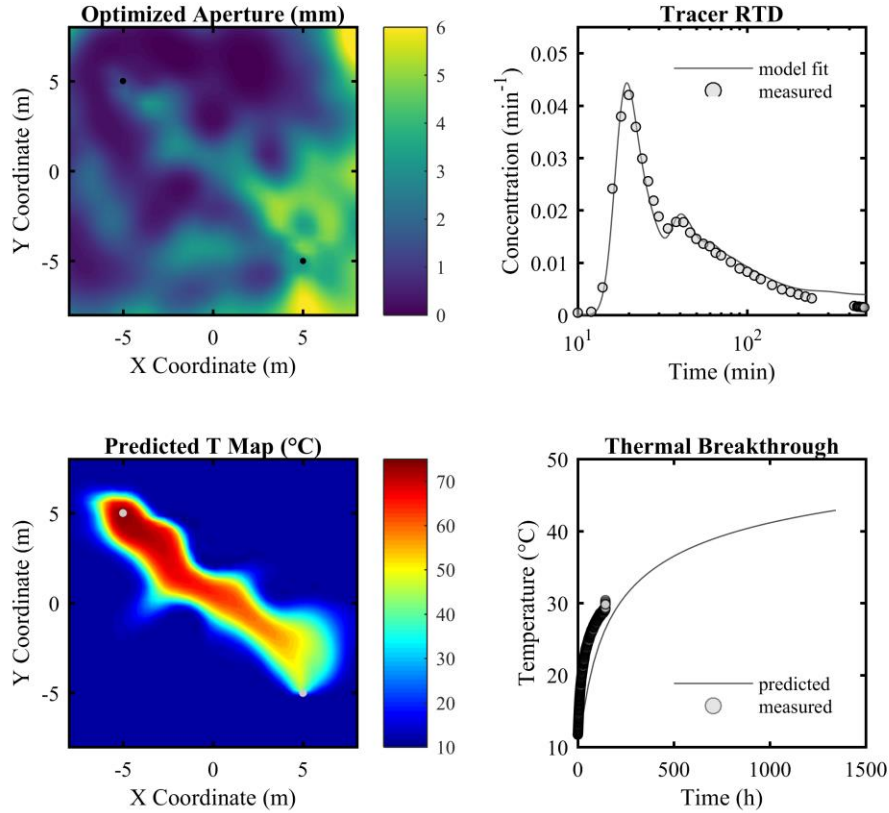 Optimized Aperture (mm)
5
0
-5
Y Coordinate (m)
-5 0 5
X Coordinate (m)
6
5
4
3
2
1
0
Tracer RTD
0.05
0.04
0.03
0.02
0.01
0
Concentration (min-1)
model fit
measured
10^1 10^2
Time (min)
Predicted T Map (°C)
5
0
-5
Y Coordinate (m)
-5 0 5
X Coordinate (m)
70
60
50
40
30
20
10
Thermal Breakthrough
50
40
30
20
10
Temperature (°C)
predicted
measured
0 500 1000 1500
Time (h)